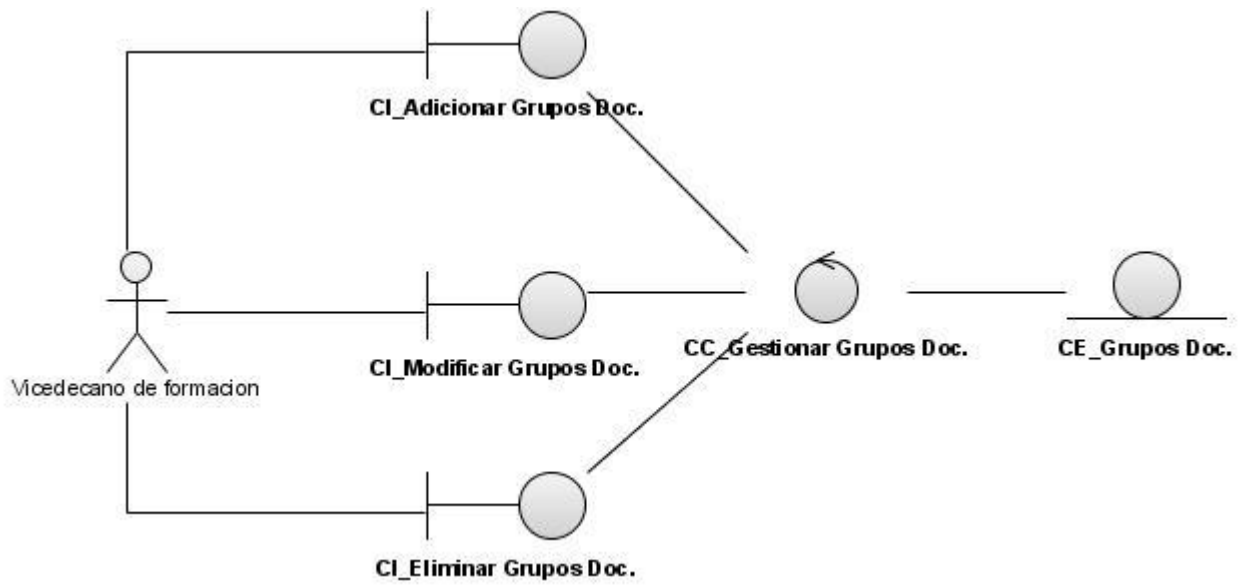 CI_Adicionar Grupos Doc.
CI_Modificar Grupos Doc.
CC_Gestionar Grupos Doc.
CE_Grupos Doc.
Vicedecano de formacion
CI_Eliminar Grupos Doc.